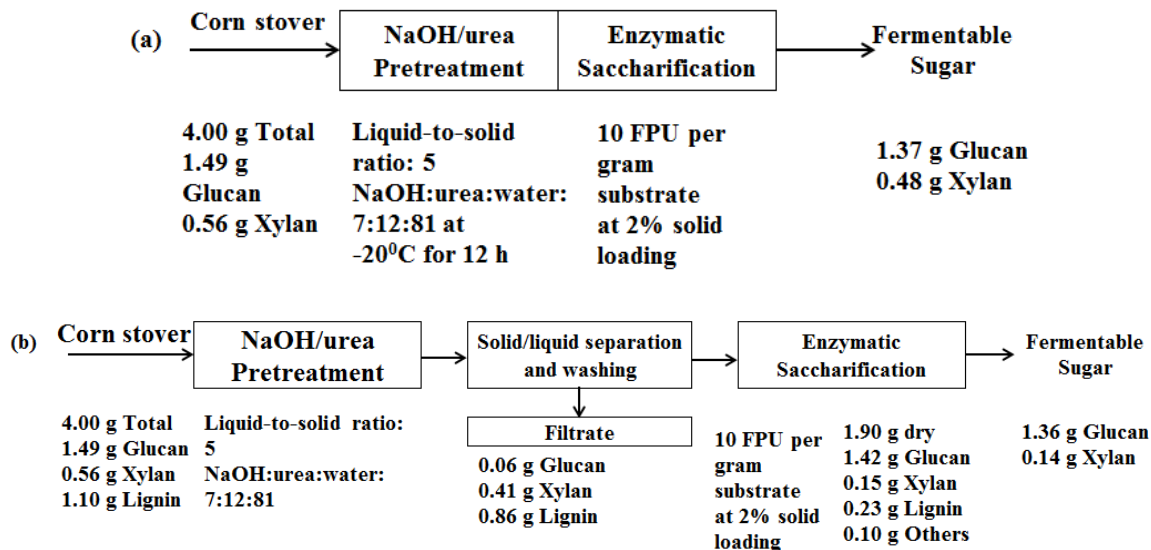 (a)
Corn stover
NaOH/urea
Pretreatment
Enzymatic
Saccharification
Fermentable
Sugar
4.00 g Total
1.49 g
Glucan
0.56 g Xylan
Liquid-to-solid
ratio: 5
NaOH:urea:water:
7:12:81 at
-20⁰C for 12 h
10 FPU per
gram
substrate
at 2% solid
loading
1.37 g Glucan
0.48 g Xylan
(b)
Corn stover
NaOH/urea
Pretreatment
Solid/liquid separation
and washing
Enzymatic
Saccharification
Fermentable
Sugar
4.00 g Total
1.49 g Glucan
0.56 g Xylan
1.10 g Lignin
Liquid-to-solid ratio:
5
NaOH:urea:water:
7:12:81
Filtrate
0.06 g Glucan
0.41 g Xylan
0.86 g Lignin
10 FPU per
gram
substrate
at 2% solid
loading
1.90 g dry
1.42 g Glucan
0.15 g Xylan
0.23 g Lignin
0.10 g Others
1.36 g Glucan
0.14 g Xylan